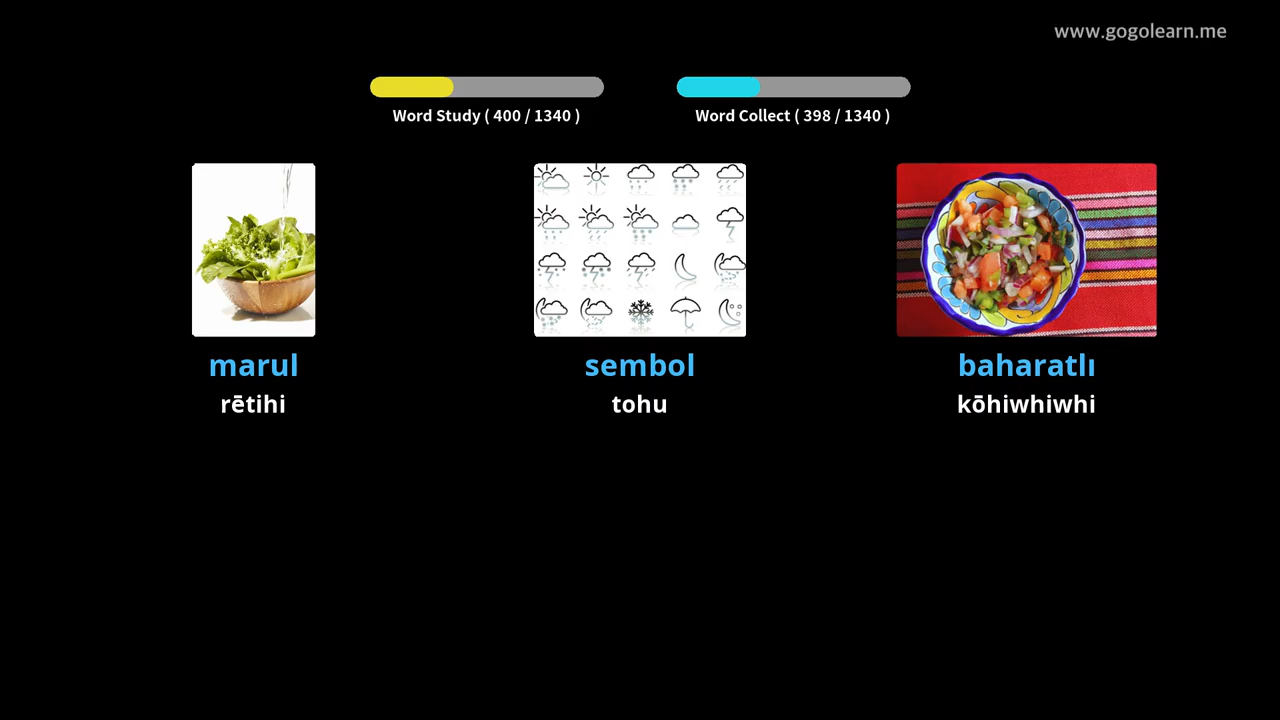 www.gogolearn.me
Word Study ( 400 / 1340 )
Word Collect ( 398 / 1340 )
marul
sembol
baharatlı
rētihi
tohu
kōhiwhiwhi